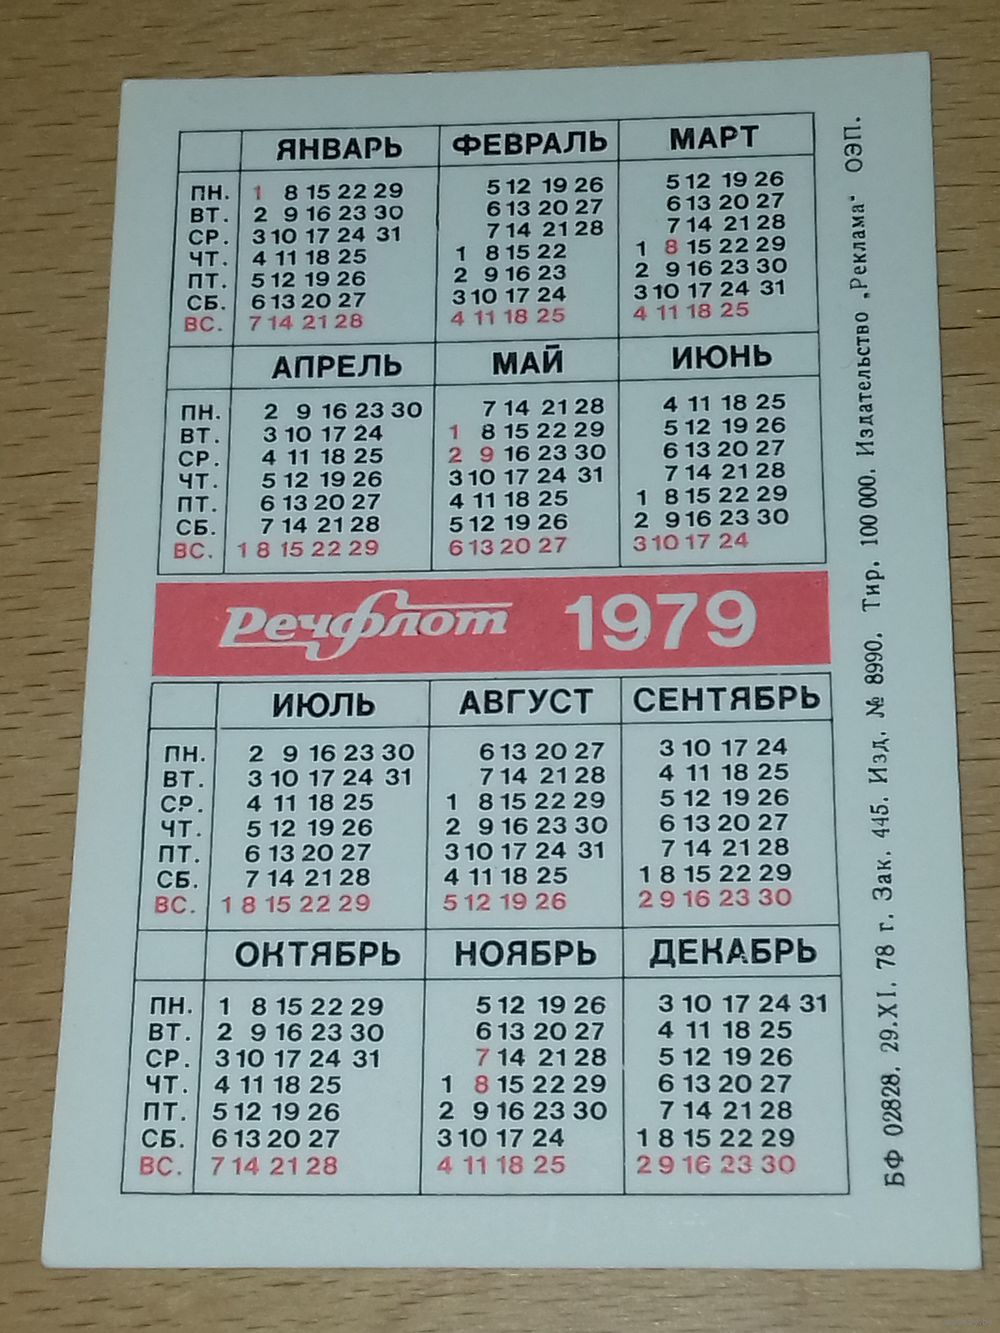 ЯНВАРЬ ФЕВРАЛЬ МАРТ
ПН. 1 8 15 22 29 5 12 19 26 5 12 19 26
ВТ. 2 9 16 23 30 6 13 20 27 6 13 20 27
СР. 3 10 17 24 31 7 14 21 28 7 14 21 28
ЧТ. 4 11 18 25 1 8 15 22 1 8 15 22 29
ПТ. 5 12 19 26 2 9 16 23 2 9 16 23 30
СБ. 6 13 20 27 3 10 17 24 3 10 17 24 31
ВС. 7 14 21 28 4 11 18 25 4 11 18 25
АПРЕЛЬ МАЙ ИЮНЬ
ПН. 2 9 16 23 30 7 14 21 28 4 11 18 25
ВТ. 3 10 17 24 1 8 15 22 29 5 12 19 26
СР. 4 11 18 25 2 9 16 23 30 6 13 20 27
ЧТ. 5 12 19 26 3 10 17 24 31 7 14 21 28
ПТ. 6 13 20 27 4 11 18 25 1 8 15 22 29
СБ. 7 14 21 28 5 12 19 26 2 9 16 23 30
ВС. 1 8 15 22 29 6 13 20 27 3 10 17 24
Речфлот 1979
ИЮЛЬ АВГУСТ СЕНТЯБРЬ
ПН. 2 9 16 23 30 6 13 20 27 3 10 17 24
ВТ. 3 10 17 24 31 7 14 21 28 4 11 18 25
СР. 4 11 18 25 1 8 15 22 29 5 12 19 26
ЧТ. 5 12 19 26 2 9 16 23 30 6 13 20 27
ПТ. 6 13 20 27 3 10 17 24 31 7 14 21 28
СБ. 7 14 21 28 4 11 18 25 1 8 15 22 29
ВС. 1 8 15 22 29 5 12 19 26 2 9 16 23 30
ОКТЯБРЬ НОЯБРЬ ДЕКАБРЬ
ПН. 1 8 15 22 29 5 12 19 26 3 10 17 24 31
ВТ. 2 9 16 23 30 6 13 20 27 4 11 18 25
СР. 3 10 17 24 31 7 14 21 28 5 12 19 26
ЧТ. 4 11 18 25 1 8 15 22 29 6 13 20 27
ПТ. 5 12 19 26 2 9 16 23 30 7 14 21 28
СБ. 6 13 20 27 3 10 17 24 1 8 15 22 29
ВС. 7 14 21 28 4 11 18 25 2 9 16 23 30
БФ 02828. 29.XI. 78 г. Зак. 445. Изд. № 8990. Тир. 100 000. Издательство „Реклама" ОЭП.